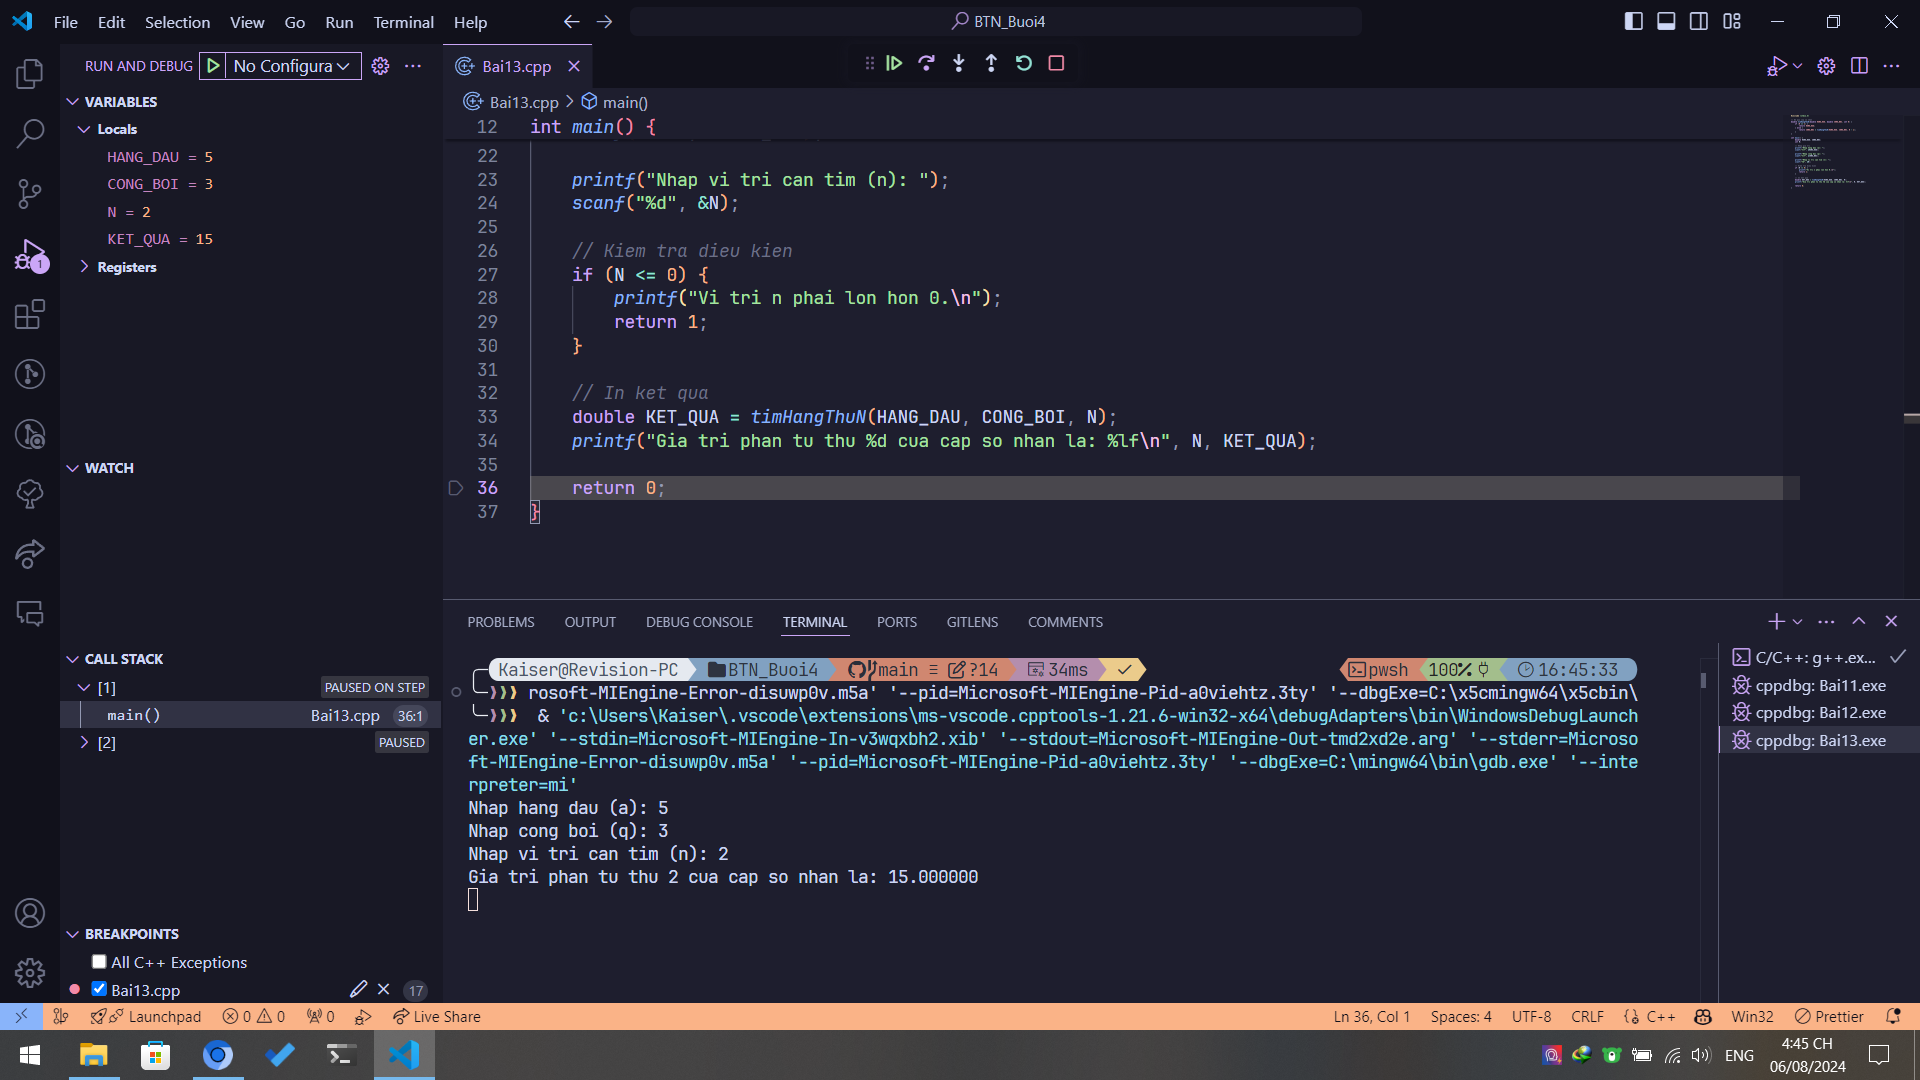 File Edit Selection View Go Run Terminal Help
BTN_Buoi4
RUN AND DEBUG
No Configura
Bai13.cpp
Bai13.cpp > main()
VARIABLES
Locals
HANG_DAU = 5
CONG_BOI = 3
N = 2
KET_QUA = 15
Registers
WATCH
CALL STACK
[1] PAUSED ON STEP
main() Bai13.cpp 36:1
[2] PAUSED
BREAKPOINTS
All C++ Exceptions
Bai13.cpp 17
12 int main() {
22
23 printf("Nhap vi tri can tim (n): ");
24 scanf("%d", &N);
25
26 // Kiem tra dieu kien
27 if (N <= 0) {
28 printf("Vi tri n phai lon hon 0.\n");
29 return 1;
30 }
31
32 // In ket qua
33 double KET_QUA = timHangThuN(HANG_DAU, CONG_BOI, N);
34 printf("Gia tri phan tu thu %d cua cap so nhan la: %lf\n", N, KET_QUA);
35
36 return 0;
37 }
PROBLEMS OUTPUT DEBUG CONSOLE TERMINAL PORTS GITLENS COMMENTS
Kaiser@Revision-PC BTN_Buoi4 main ≡ ?14 34ms pwsh 100% 16:45:33
rosoft-MIEngine-Error-disuwp0v.m5a' '--pid=Microsoft-MIEngine-Pid-a0viehtz.3ty' '--dbgExe=C:\x5cmingw64\x5cbin\
& 'c:\Users\Kaiser\.vscode\extensions\ms-vscode.cpptools-1.21.6-win32-x64\debugAdapters\bin\WindowsDebugLaunch
er.exe' '--stdin=Microsoft-MIEngine-In-v3wqxbh2.xib' '--stdout=Microsoft-MIEngine-Out-tmd2xd2e.arg' '--stderr=Microso
ft-MIEngine-Error-disuwp0v.m5a' '--pid=Microsoft-MIEngine-Pid-a0viehtz.3ty' '--dbgExe=C:\mingw64\bin\gdb.exe' '--inte
rpreter=mi'
Nhap hang dau (a): 5
Nhap cong boi (q): 3
Nhap vi tri can tim (n): 2
Gia tri phan tu thu 2 cua cap so nhan la: 15.000000
C/C++: g++.ex...
cppdbg: Bai11.exe
cppdbg: Bai12.exe
cppdbg: Bai13.exe
1
Launchpad 0 0 0 Live Share
Ln 36, Col 1 Spaces: 4 UTF-8 CRLF C++ Win32 Prettier
ENG
4:45 CH
06/08/2024